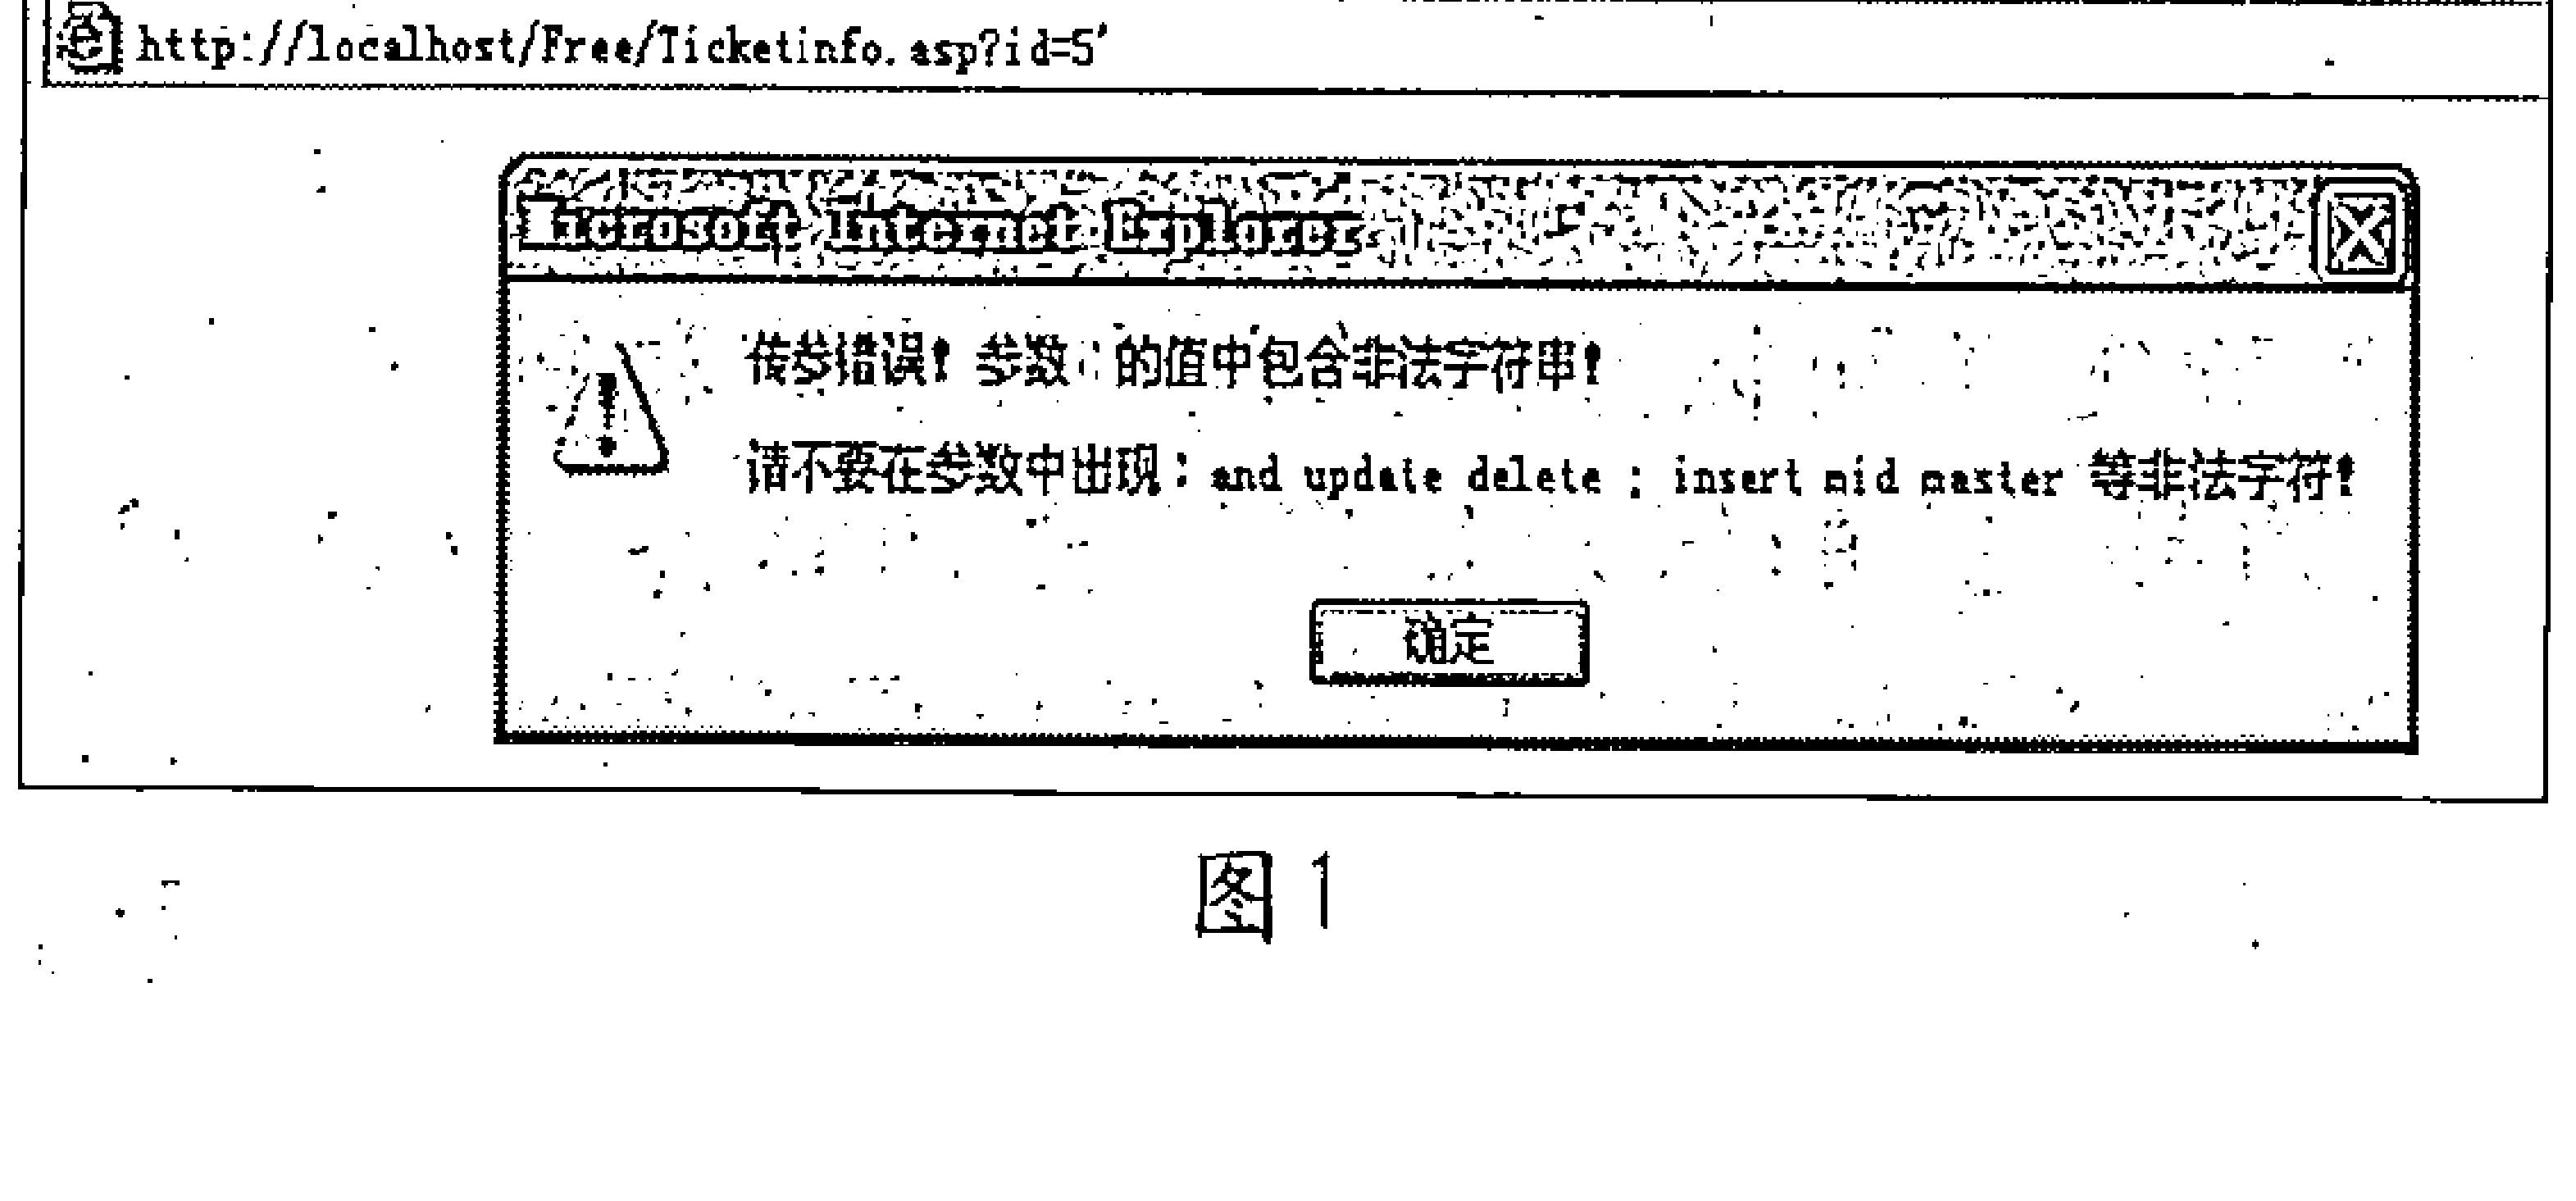 http://localhost/Free/Ticketinfo.asp?id=5'
Microsoft Internet Explorer
传参错误! 参数 的值中包含非法字符串!
请不要在参数中出现: and update delete ; insert mid master 等非法字符!
确定
图 1